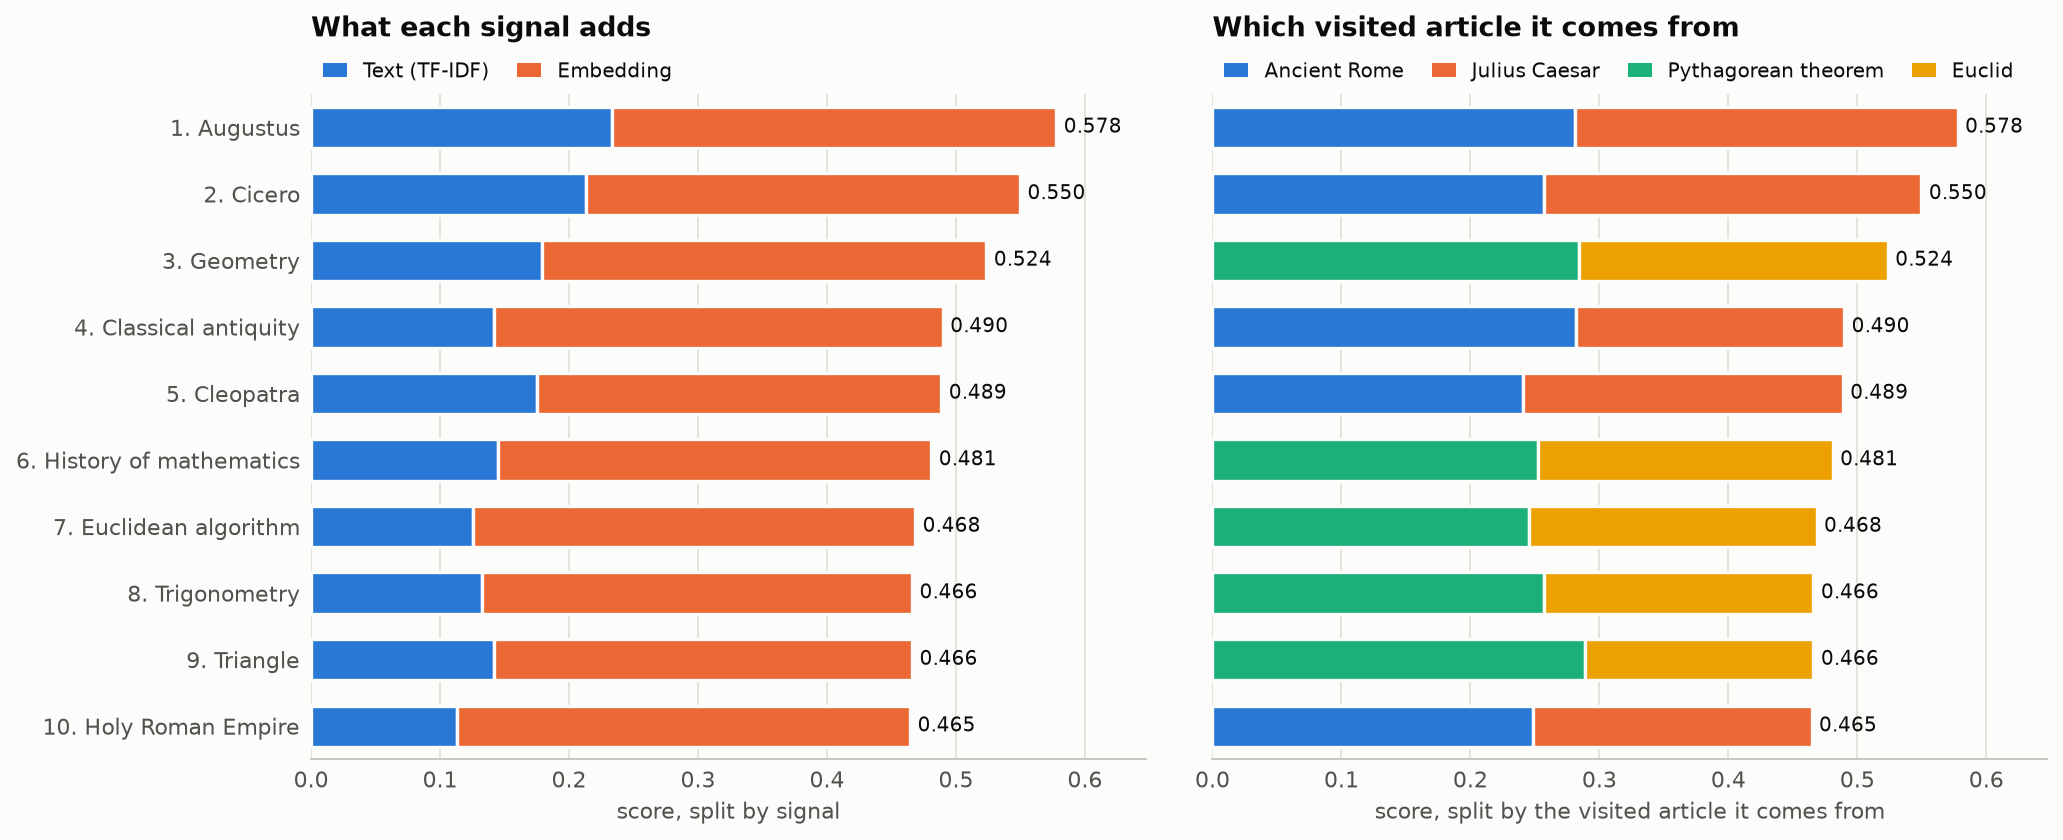 What each signal adds
Text (TF-IDF) Embedding
1. Augustus 0.578
2. Cicero 0.550
3. Geometry 0.524
4. Classical antiquity 0.490
5. Cleopatra 0.489
6. History of mathematics 0.481
7. Euclidean algorithm 0.468
8. Trigonometry 0.466
9. Triangle 0.466
10. Holy Roman Empire 0.465
0.0 0.1 0.2 0.3 0.4 0.5 0.6
score, split by signal
Which visited article it comes from
Ancient Rome Julius Caesar Pythagorean theorem Euclid
0.578
0.550
0.524
0.490
0.489
0.481
0.468
0.466
0.466
0.465
0.0 0.1 0.2 0.3 0.4 0.5 0.6
score, split by the visited article it comes from